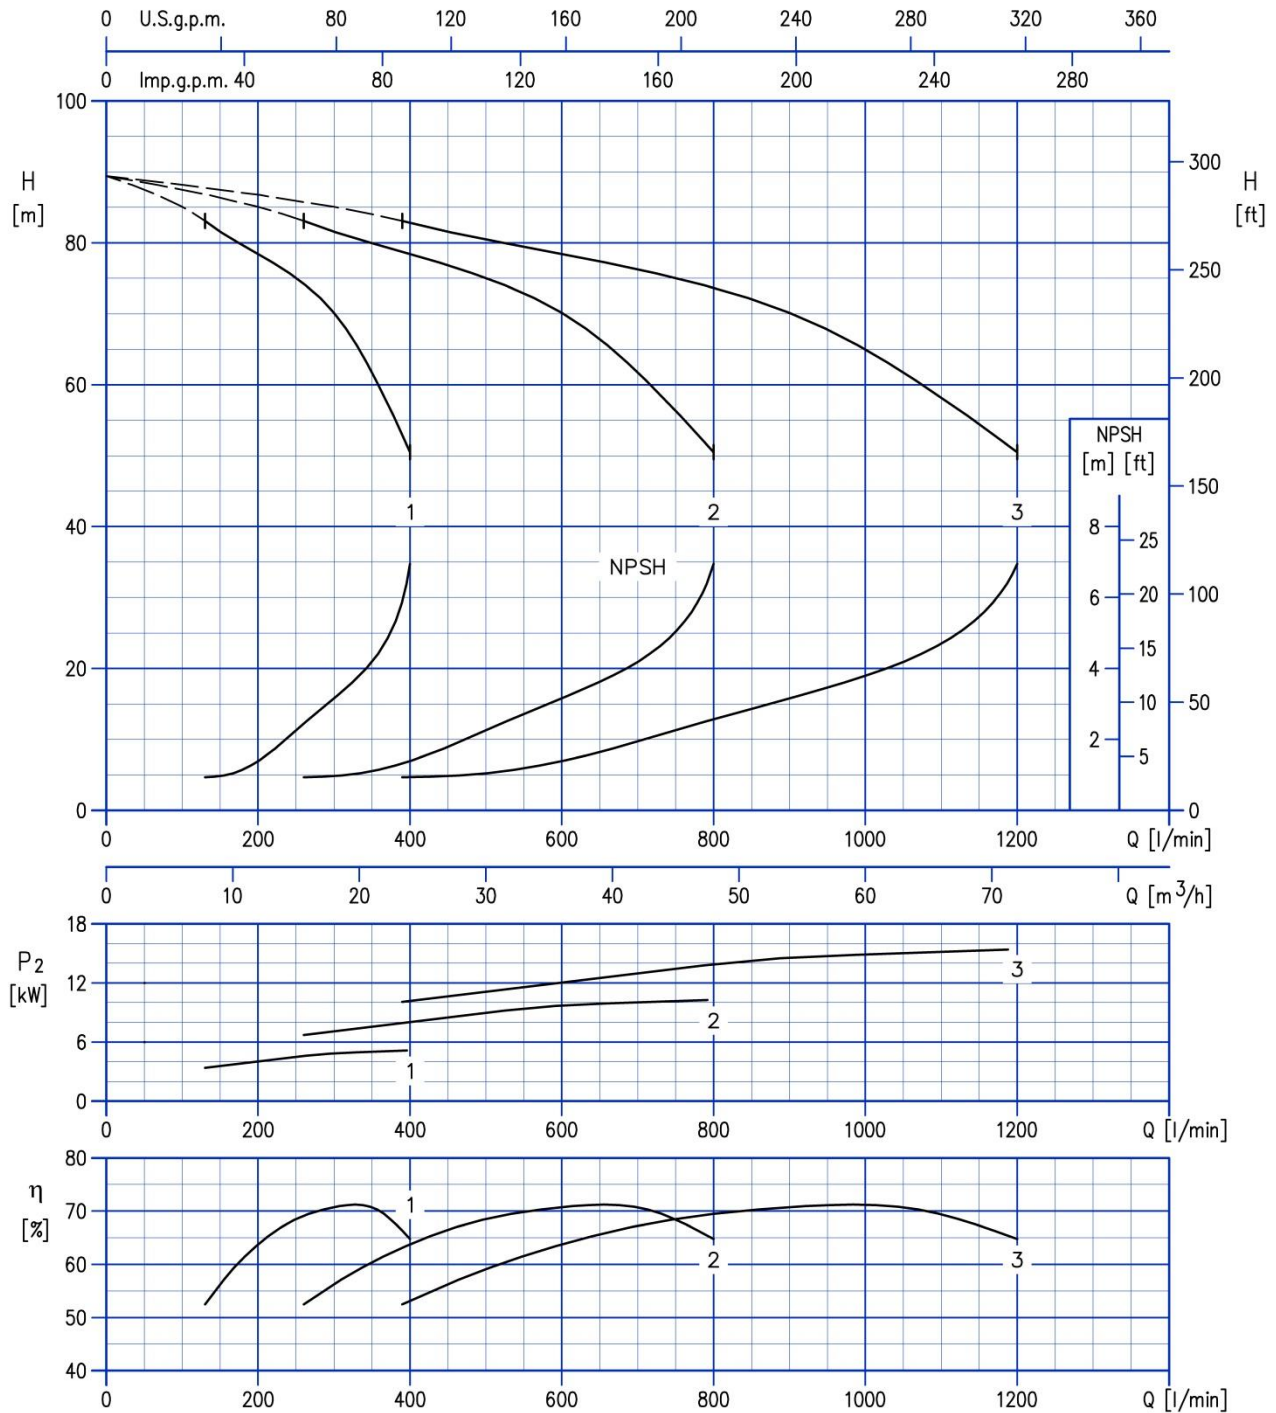 0 U.S.g.p.m. 80 120 160 200 240 280 320 360
0 Imp.g.p.m. 40 80 120 160 200 240 280
100
H
[m]
300
H
[ft]
80
250
60
200
NPSH
[m] [ft]
150
1 2 3
40
8
25
NPSH
6
20
100
15
20
4
10
50
2
5
0
0
0 200 400 600 800 1000 1200 Q [l/min]
0 10 20 30 40 50 60 70 Q [m³/h]
18
P2
[kW]
12
3
2
6
1
0
0 200 400 600 800 1000 1200 Q [l/min]
80
η
[%]
70
1
60
2 3
50
40
0 200 400 600 800 1000 1200 Q [l/min]